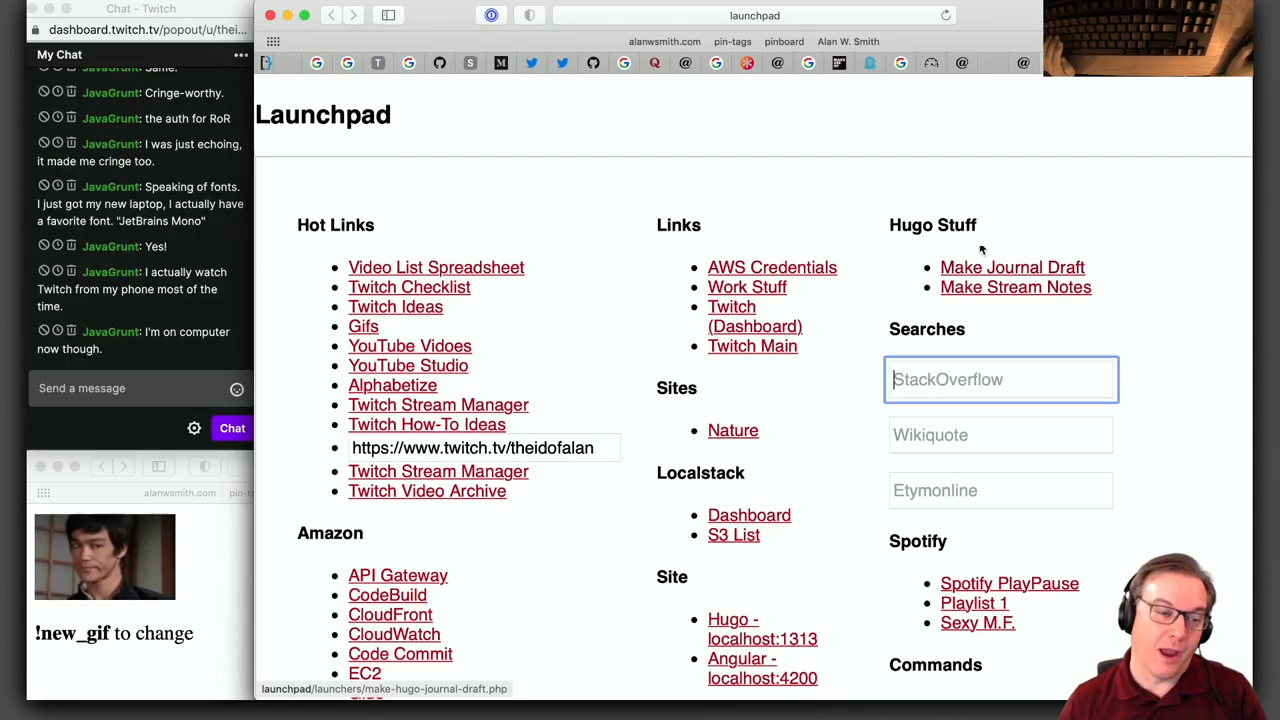 Chat - Twitch
dashboard.twitch.tv/popout/u/thei...
My Chat
JavaGrunt: Same.
JavaGrunt: Cringe-worthy.
JavaGrunt: the auth for RoR
JavaGrunt: I was just echoing,
it made me cringe too.
JavaGrunt: Speaking of fonts.
I just got my new laptop, I actually have
a favorite font. "JetBrains Mono"
JavaGrunt: Yes!
JavaGrunt: I actually watch
Twitch from my phone most of the
time.
JavaGrunt: I'm on computer
now though.
Send a message
Chat
alanwsmith.com pin-t
!new_gif to change
launchpad
alanwsmith.com pin-tags pinboard Alan W. Smith
Launchpad
Hot Links
Video List Spreadsheet
Twitch Checklist
Twitch Ideas
Gifs
YouTube Vidoes
YouTube Studio
Alphabetize
Twitch Stream Manager
Twitch How-To Ideas
https://www.twitch.tv/theidofalan
Twitch Stream Manager
Twitch Video Archive
Amazon
API Gateway
CodeBuild
CloudFront
CloudWatch
Code Commit
EC2
launchpad/launchers/make-hugo-journal-draft.php
Links
AWS Credentials
Work Stuff
Twitch
(Dashboard)
Twitch Main
Sites
Nature
Localstack
Dashboard
S3 List
Site
Hugo -
localhost:1313
Angular -
localhost:4200
Hugo Stuff
Make Journal Draft
Make Stream Notes
Searches
StackOverflow
Wikiquote
Etymonline
Spotify
Spotify PlayPause
Playlist 1
Sexy M.F.
Commands